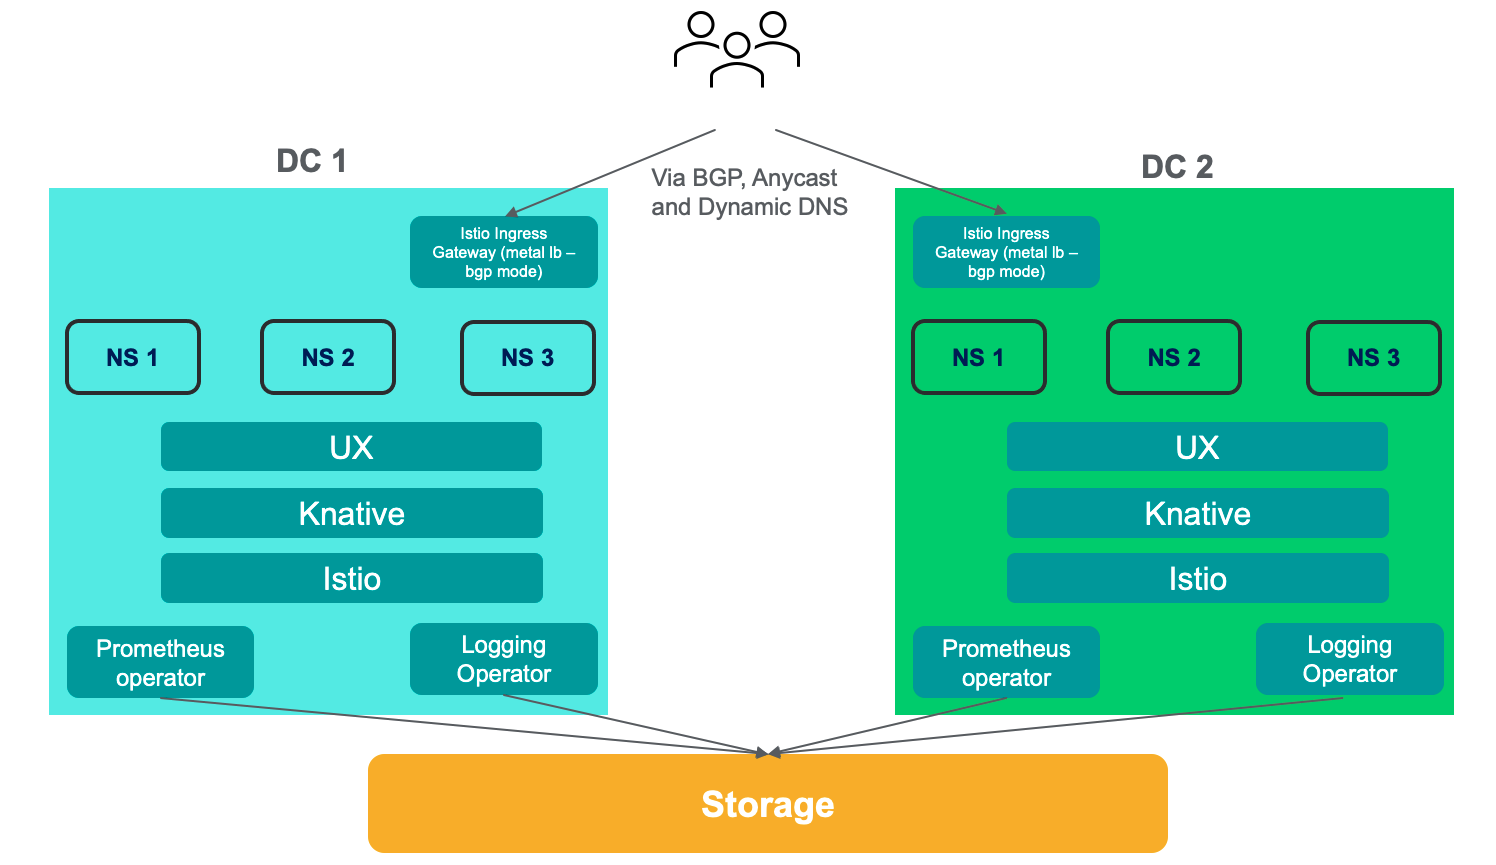 DC 1
DC 2
Via BGP, Anycast
and Dynamic DNS
Istio Ingress
Gateway (metal lb –
bgp mode)
NS 1
NS 2
NS 3
UX
Knative
Istio
Prometheus
operator
Logging
Operator
Istio Ingress
Gateway (metal lb –
bgp mode)
NS 1
NS 2
NS 3
UX
Knative
Istio
Prometheus
operator
Logging
Operator
Storage